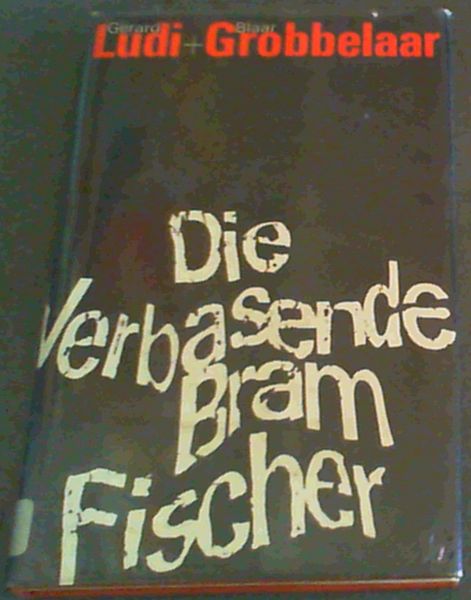 Gerard Blaar
Ludi + Grobbelaar
Die
Verbasende
Bram
Fischer